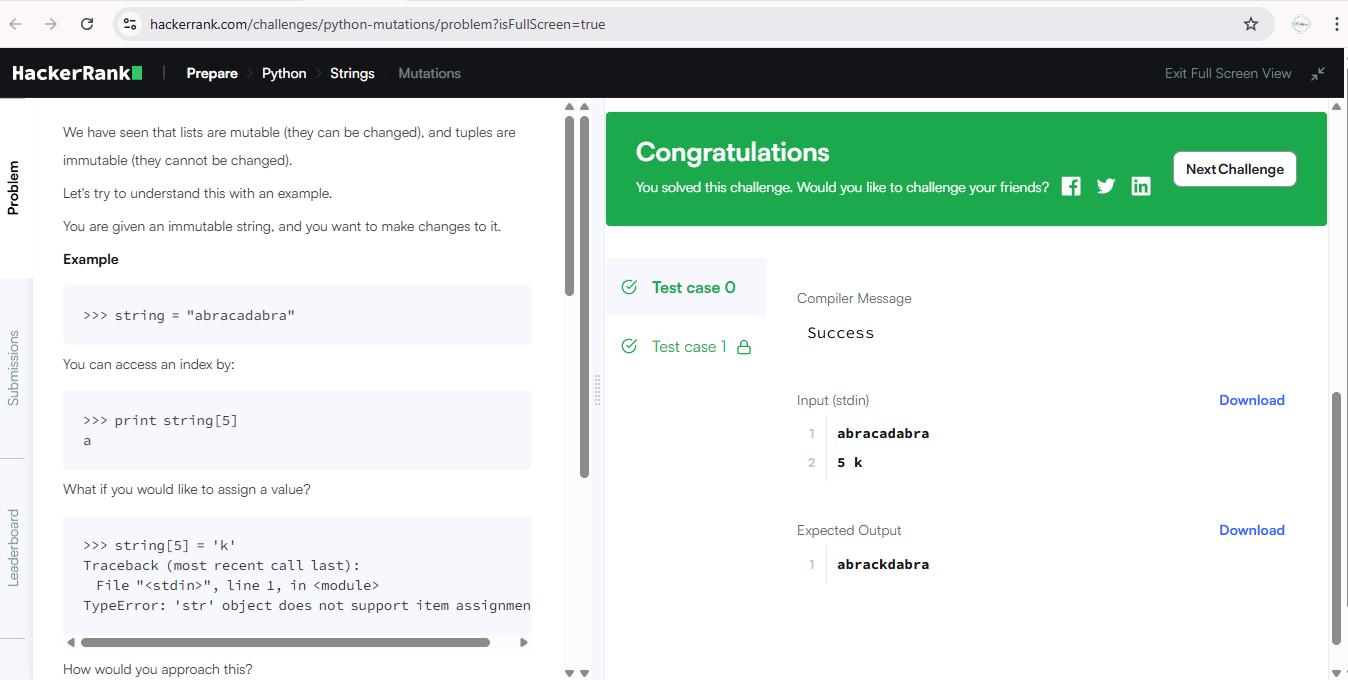 hackerrank.com/challenges/python-mutations/problem?isFullScreen=true
HackerRank
Prepare
Python
Strings
Mutations
Exit Full Screen View
Problem
Submissions
Leaderboard
We have seen that lists are mutable (they can be changed), and tuples are
immutable (they cannot be changed).
Let's try to understand this with an example.
You are given an immutable string, and you want to make changes to it.
Example
>>> string = "abracadabra"
You can access an index by:
>>> print string[5]
a
What if you would like to assign a value?
>>> string[5] = 'k'
Traceback (most recent call last):
File "<stdin>", line 1, in <module>
TypeError: 'str' object does not support item assignmen
How would you approach this?
Congratulations
You solved this challenge. Would you like to challenge your friends?
Next Challenge
Test case 0
Test case 1
Compiler Message
Success
Input (stdin)
Download
1 abracadabra
2 5 k
Expected Output
Download
1 abrackdabra